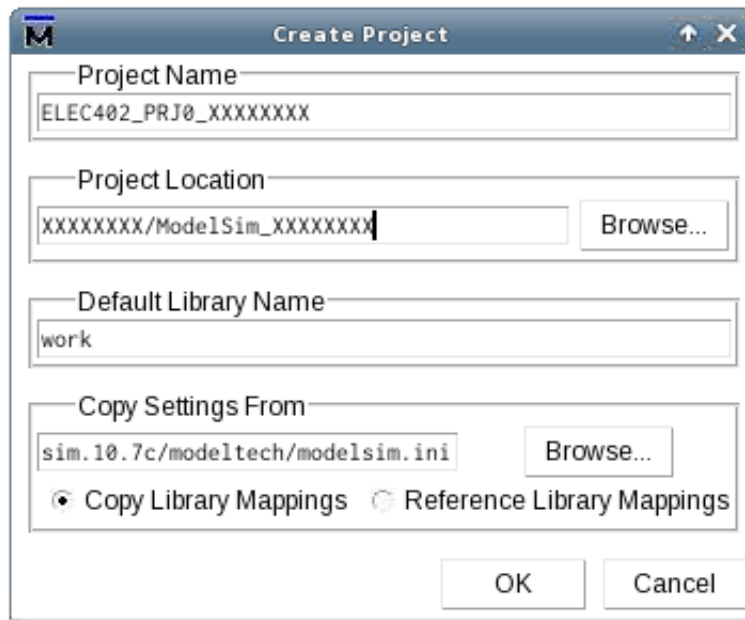 Create Project
Project Name
ELEC402_PRJ0_XXXXXXXX
Project Location
XXXXXXXX/ModelSim_XXXXXXXX
Browse...
Default Library Name
work
Copy Settings From
sim.10.7c/modeltech/modelsim.ini
Browse...
Copy Library Mappings
Reference Library Mappings
OK
Cancel